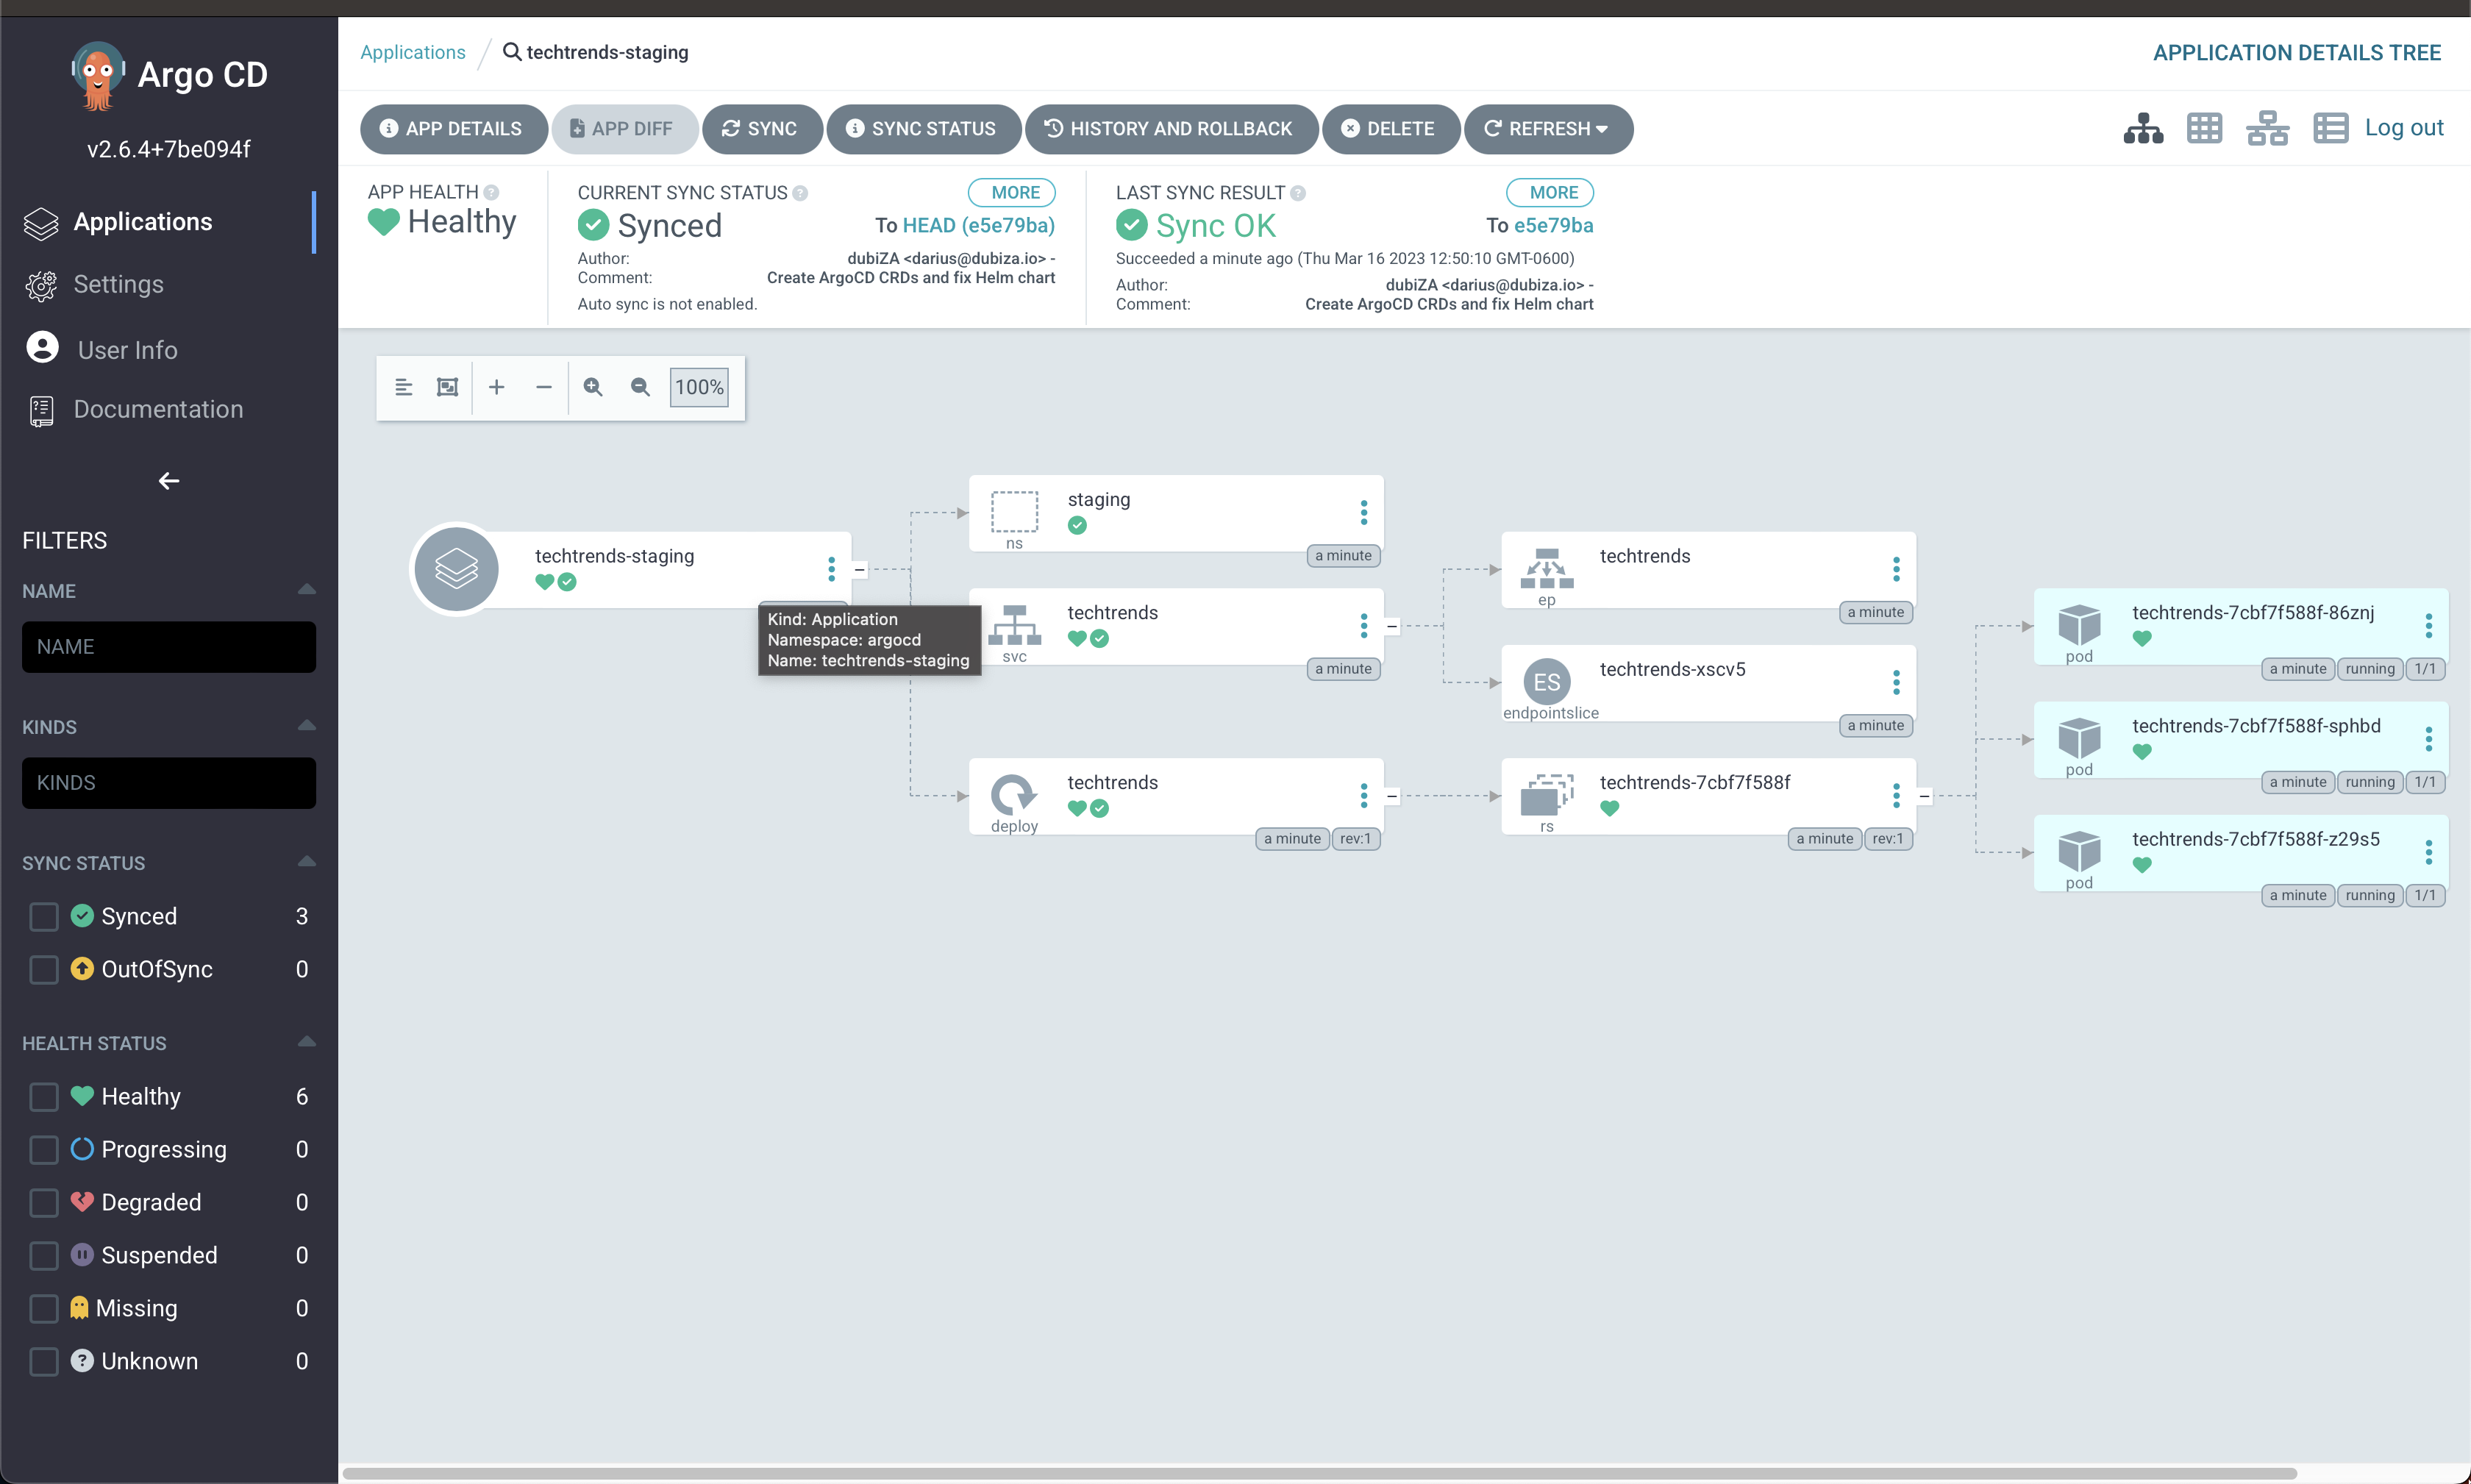 Argo CD
v2.6.4+7be094f
Applications
Settings
User Info
Documentation
FILTERS
NAME
NAME
KINDS
KINDS
SYNC STATUS
Synced 3
OutOfSync 0
HEALTH STATUS
Healthy 6
Progressing 0
Degraded 0
Suspended 0
Missing 0
Unknown 0
Applications / techtrends-staging
APPLICATION DETAILS TREE
APP DETAILS APP DIFF SYNC SYNC STATUS HISTORY AND ROLLBACK DELETE REFRESH
Log out
APP HEALTH
Healthy
CURRENT SYNC STATUS MORE
Synced To HEAD (e5e79ba)
Author: dubiZA <darius@dubiza.io> -
Comment: Create ArgoCD CRDs and fix Helm chart
Auto sync is not enabled.
LAST SYNC RESULT MORE
Sync OK To e5e79ba
Succeeded a minute ago (Thu Mar 16 2023 12:50:10 GMT-0600)
Author: dubiZA <darius@dubiza.io> -
Comment: Create ArgoCD CRDs and fix Helm chart
100%
techtrends-staging
Kind: Application
Namespace: argocd
Name: techtrends-staging
staging
ns
a minute
techtrends
svc
a minute
techtrends
deploy
a minute rev:1
techtrends
ep
a minute
ES
techtrends-xscv5
endpointslice
a minute
techtrends-7cbf7f588f
rs
a minute rev:1
techtrends-7cbf7f588f-86znj
pod
a minute running 1/1
techtrends-7cbf7f588f-sphbd
pod
a minute running 1/1
techtrends-7cbf7f588f-z29s5
pod
a minute running 1/1